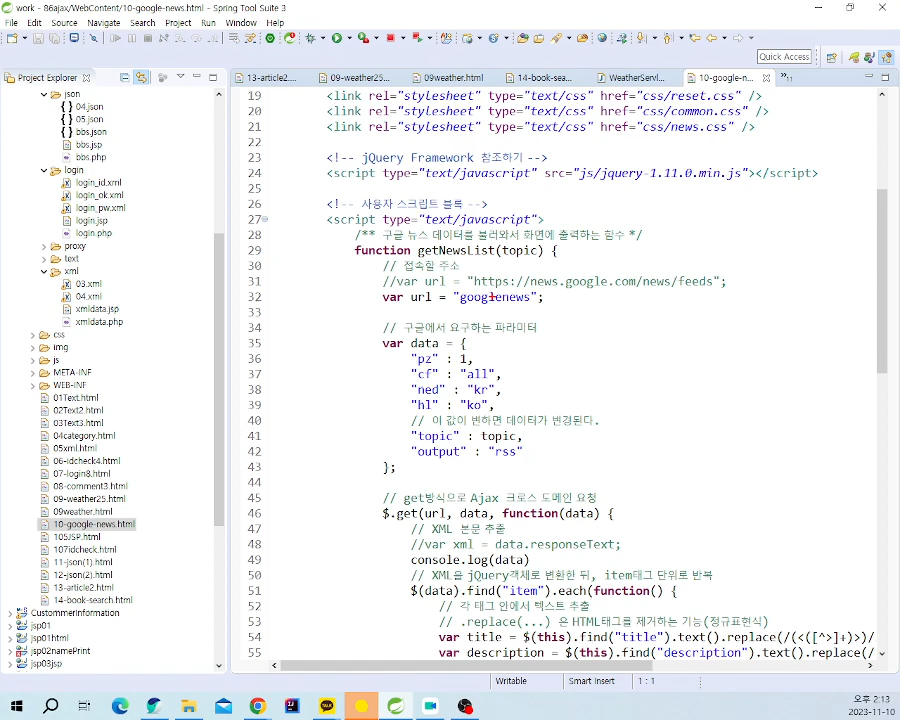 work - 86ajax/WebContent/10-google-news.html - Spring Tool Suite 3
File Edit Source Navigate Search Project Run Window Help
Quick Access
Project Explorer
13-article2....
09-weather25...
09weather.html
14-book-sea...
WeatherServl...
10-google-n...
11
json
04.json
05.json
bbs.json
bbs.jsp
bbs.php
login
login_id.xml
login_ok.xml
login_pw.xml
login.jsp
login.php
proxy
text
xml
03.xml
04.xml
xmldata.jsp
xmldata.php
css
img
js
META-INF
WEB-INF
01Text.html
02Text2.html
03Text3.html
04category.html
05xml.html
06-idcheck4.html
07-login8.html
08-comment3.html
09-weather25.html
09weather.html
10-google-news.html
105JSP.html
107idcheck.html
11-json(1).html
12-json(2).html
13-article2.html
14-book-search.html
CustommerInformation
jsp01
jsp01html
jsp02namePrint
jsp03jsp
19 <link rel="stylesheet" type="text/css" href="css/reset.css" />
20 <link rel="stylesheet" type="text/css" href="css/common.css" />
21 <link rel="stylesheet" type="text/css" href="css/news.css" />
22
23 <!-- jQuery Framework 참조하기 -->
24 <script type="text/javascript" src="js/jquery-1.11.0.min.js"></script>
25
26 <!-- 사용자 스크립트 블록 -->
27 <script type="text/javascript">
28 /** 구글 뉴스 데이터를 불러와서 화면에 출력하는 함수 */
29 function getNewsList(topic) {
30 // 접속할 주소
31 //var url = "https://news.google.com/news/feeds";
32 var url = "googlenews";
33
34 // 구글에서 요구하는 파라미터
35 var data = {
36 "pz" : 1,
37 "cf" : "all",
38 "ned" : "kr",
39 "hl" : "ko",
40 // 이 값이 변하면 데이터가 변경된다.
41 "topic" : topic,
42 "output" : "rss"
43 };
44
45 // get방식으로 Ajax 크로스 도메인 요청
46 $.get(url, data, function(data) {
47 // XML 본문 추출
48 //var xml = data.responseText;
49 console.log(data)
50 // XML을 jQuery객체로 변환한 뒤, item태그 단위로 반복
51 $(data).find("item").each(function() {
52 // 각 태그 안에서 텍스트 추출
53 // .replace(...) 은 HTML태그를 제거하는 기능(정규표현식)
54 var title = $(this).find("title").text().replace(/(<([^>]+)>)/
55 var description = $(this).find("description").text().replace(/
Writable Smart Insert 1 : 1
오후 2:13
2023-11-10